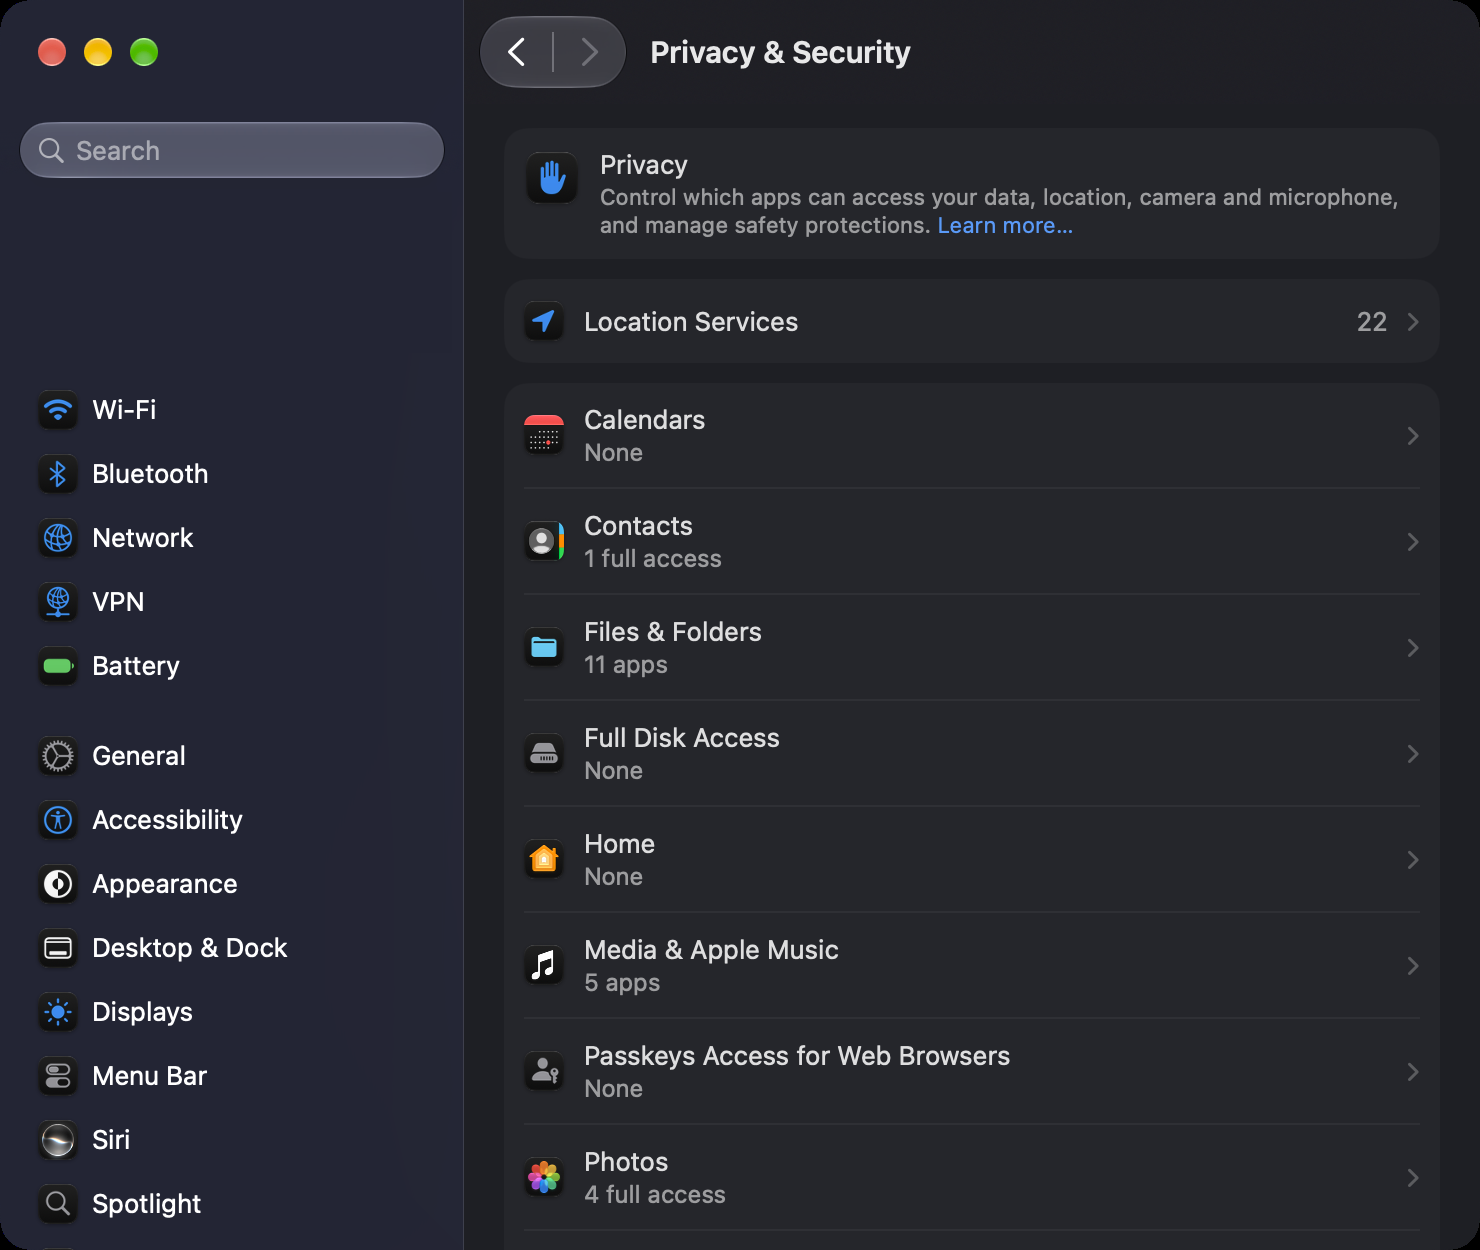 Search
Wi-Fi
Bluetooth
Network
VPN
Battery
General
Accessibility
Appearance
Desktop & Dock
Displays
Menu Bar
Siri
Spotlight
Privacy & Security
Privacy
Control which apps can access your data, location, camera and microphone,
and manage safety protections. Learn more...
Location Services
22
Calendars
None
Contacts
1 full access
Files & Folders
11 apps
Full Disk Access
None
Home
None
Media & Apple Music
5 apps
Passkeys Access for Web Browsers
None
Photos
4 full access